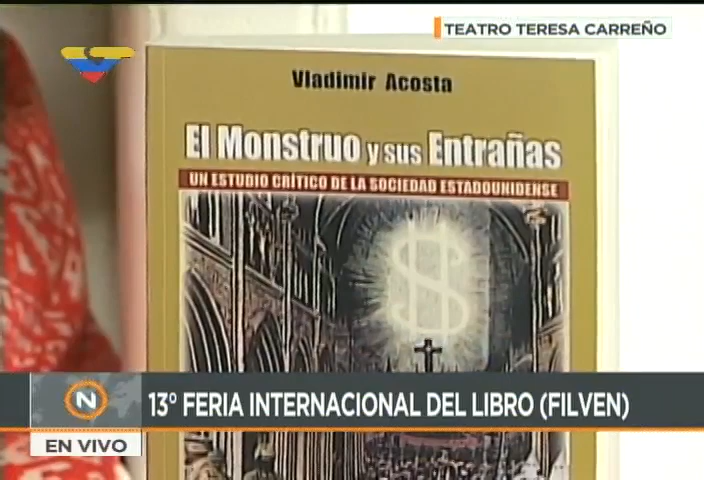 TEATRO TERESA CARREÑO
Vladimir Acosta
El Monstruo y sus Entrañas
UN ESTUDIO CRÍTICO DE LA SOCIEDAD ESTADOUNIDENSE
$
N
13° FERIA INTERNACIONAL DEL LIBRO (FILVEN)
EN VIVO